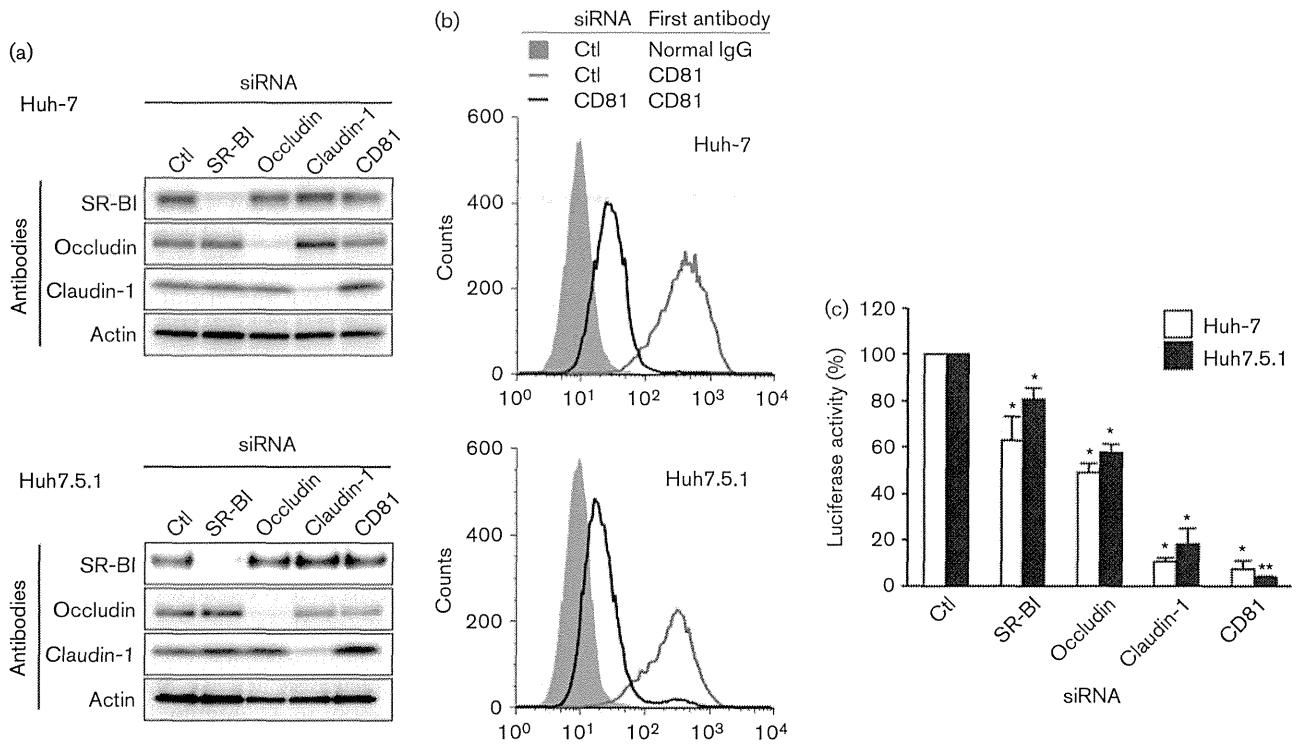 (a)
siRNA
Huh-7
Ctl
SR-BI
Occludin
Claudin-1
CD81
Antibodies
SR-BI
Occludin
Claudin-1
Actin
siRNA
Huh7.5.1
Ctl
SR-BI
Occludin
Claudin-1
CD81
Antibodies
SR-BI
Occludin
Claudin-1
Actin
(b)
siRNA First antibody
Ctl Normal IgG
Ctl CD81
CD81 CD81
600
400
200
0
Counts
Huh-7
10⁰ 10¹ 10² 10³ 10⁴
600
400
200
0
Counts
Huh7.5.1
10⁰ 10¹ 10² 10³ 10⁴
(c)
120
100
80
60
40
20
0
Luciferase activity (%)
Huh-7
Huh7.5.1
* *
* *
* *
* **
Ctl
SR-BI
Occludin
Claudin-1
CD81
siRNA